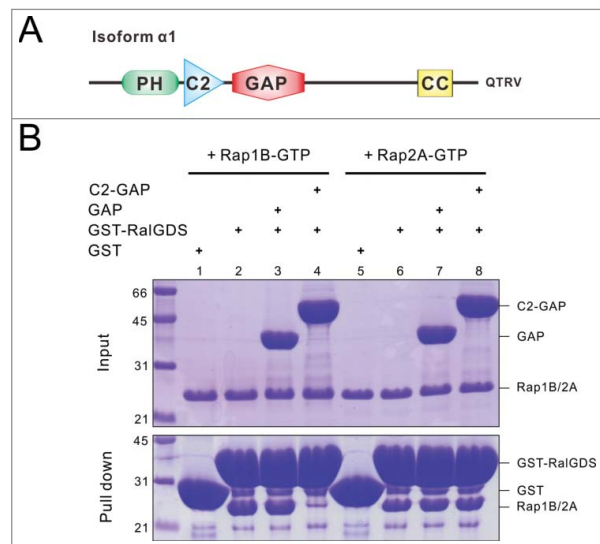 A
Isoform α1
PH C2 GAP CC QTRV
B
+ Rap1B-GTP + Rap2A-GTP
C2-GAP + +
GAP + +
GST-RalGDS + + + + + +
GST + +
1 2 3 4 5 6 7 8
66
45
31
21
Input
C2-GAP
GAP
Rap1B/2A
45
31
21
Pull down
GST-RalGDS
GST
Rap1B/2A